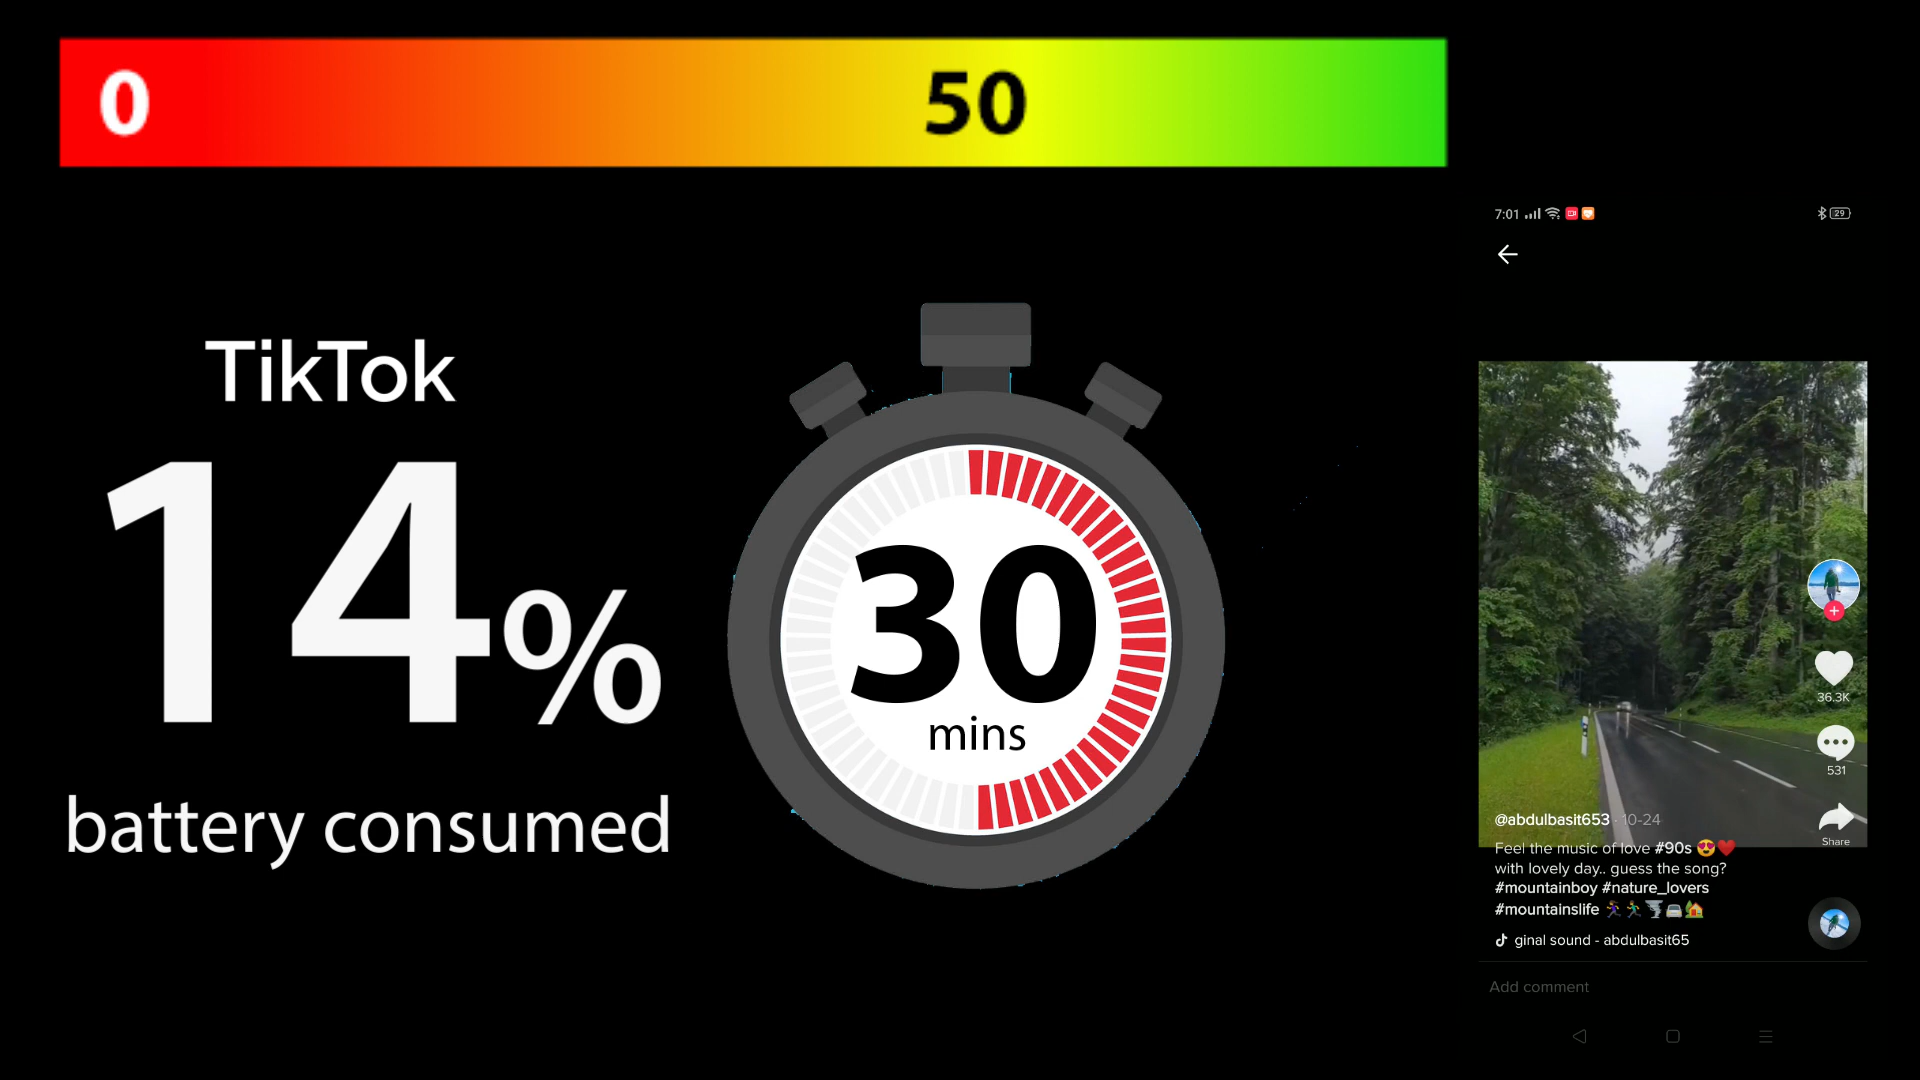 0
50
TikTok
14%
battery consumed
30
mins
7:01
29
36.3K
531
Share
@abdulbasit653 · 10-24
Feel the music of love #90s 😍❤️
with lovely day.. guess the song?
#mountainboy #nature_lovers
#mountainslife 🏃‍♀️🏃‍♂️🌪️🚘🏡
ginal sound - abdulbasit65
Add comment